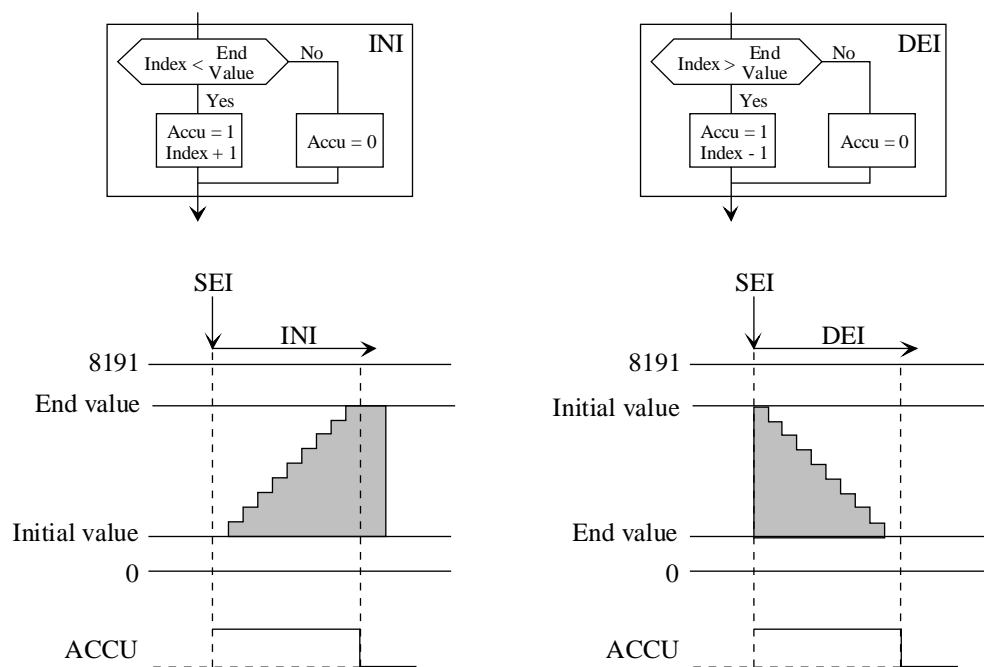 INI
Index < End Value
No
Yes
Accu = 1
Index + 1
Accu = 0
DEI
Index > End Value
No
Yes
Accu = 1
Index - 1
Accu = 0
SEI
INI
8191
End value
Initial value
0
ACCU
SEI
DEI
8191
Initial value
End value
0
ACCU